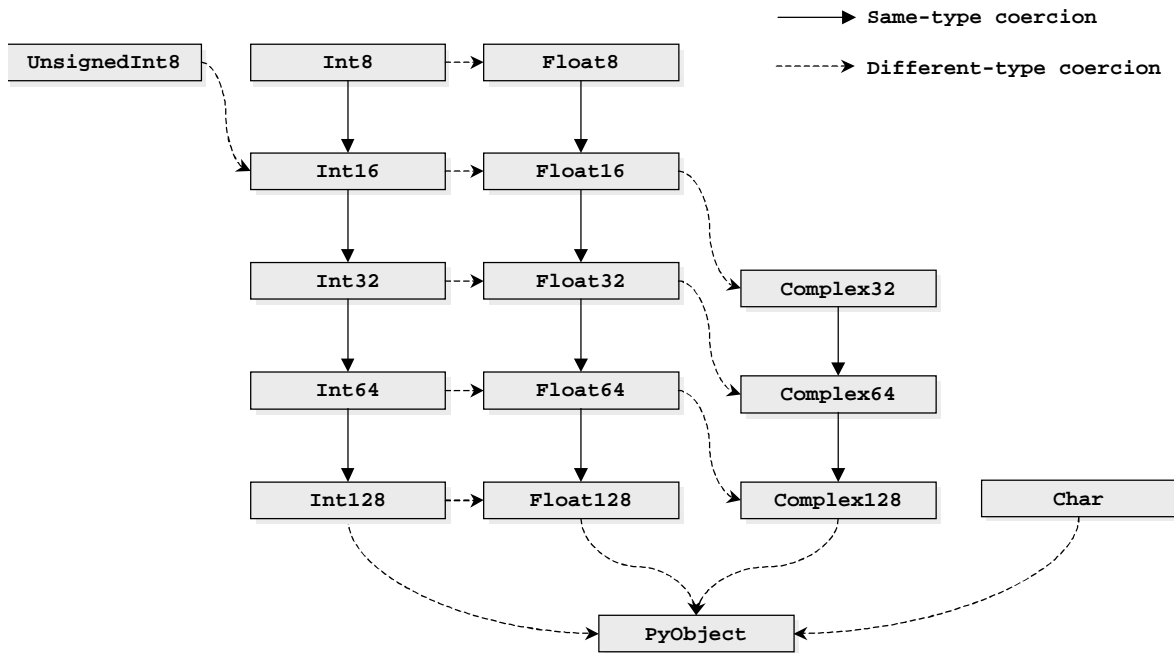 Same-type coercion
Different-type coercion
UnsignedInt8
Int8
Float8
Int16
Float16
Int32
Float32
Complex32
Int64
Float64
Complex64
Int128
Float128
Complex128
Char
PyObject